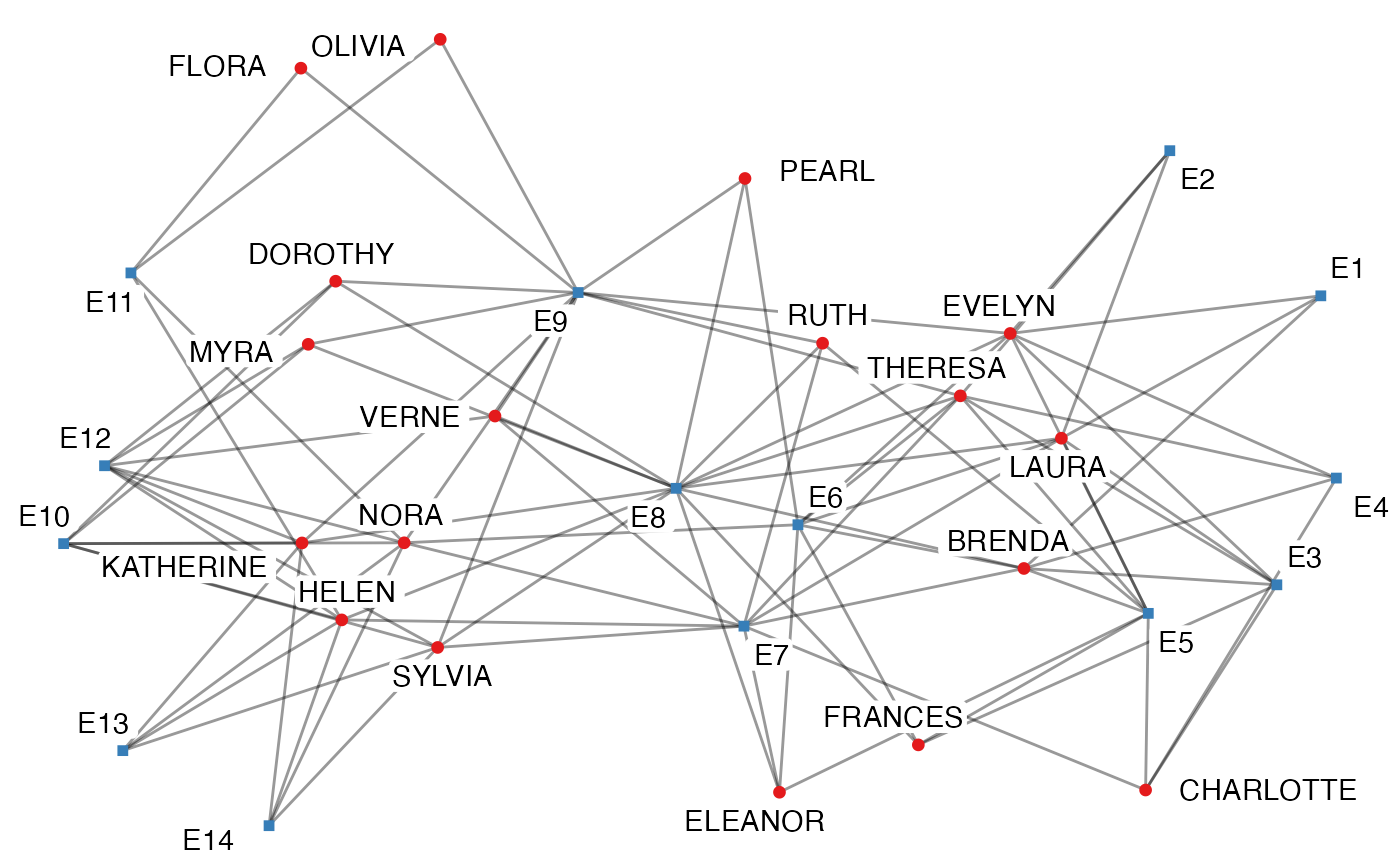 OLIVIA
FLORA
PEARL
E2
DOROTHY
E1
E11
EVELYN
RUTH
E9
MYRA
THERESA
VERNE
E12
LAURA
E6
E4
E10
NORA
E8
BRENDA
E3
KATHERINE
HELEN
E5
E7
SYLVIA
FRANCES
E13
CHARLOTTE
ELEANOR
E14